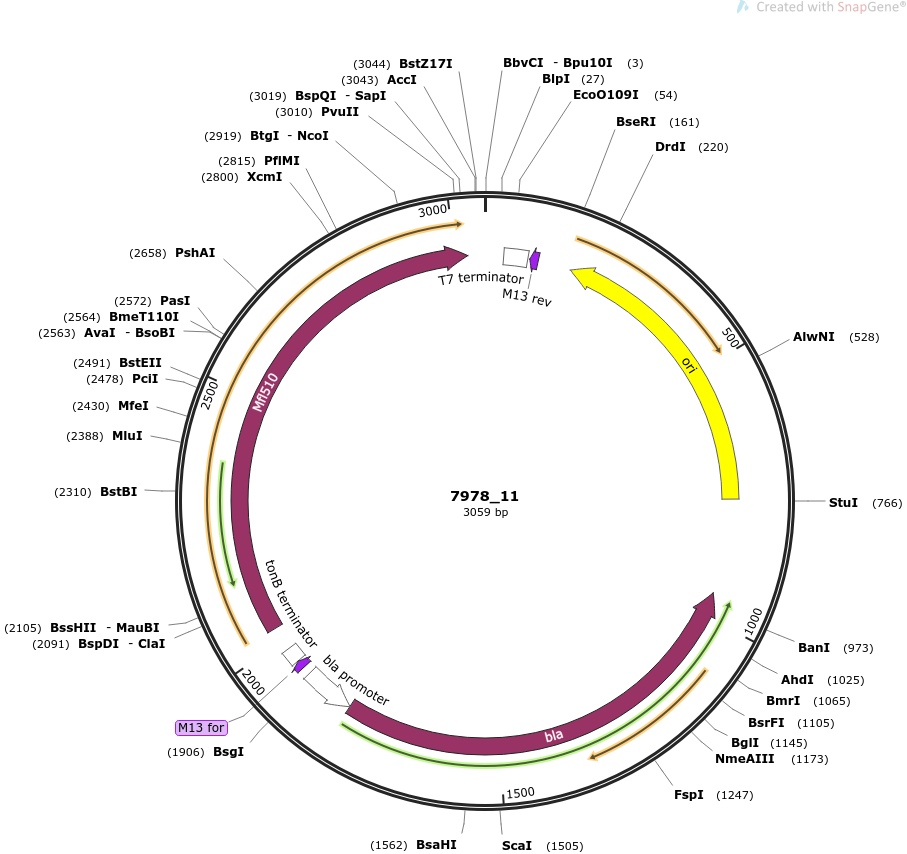 Created with SnapGene®
(3044) BstZ17I
(3043) AccI
(3019) BspQI - SapI
(3010) PvuII
(2919) BtgI - NcoI
(2815) PflMI
(2800) XcmI
(2658) PshAI
(2572) PasI
(2564) BmeT110I
(2563) AvaI - BsoBI
(2491) BstEII
(2478) PciI
(2430) MfeI
(2388) MluI
(2310) BstBI
(2105) BssHII - MauBI
(2091) BspDI - ClaI
M13 for
(1906) BsgI
(1562) BsaHI
BbvCI - Bpu10I (3)
BlpI (27)
EcoO109I (54)
BseRI (161)
DrdI (220)
AlwNI (528)
StuI (766)
BanI (973)
AhdI (1025)
BmrI (1065)
BsrFI (1105)
BglI (1145)
NmeAIII (1173)
FspI (1247)
ScaI (1505)
3000
500
1000
1500
2000
2500
T7 terminator
M13 rev
ori
Mfl510
tonB terminator
bla promoter
bla
7978_11
3059 bp